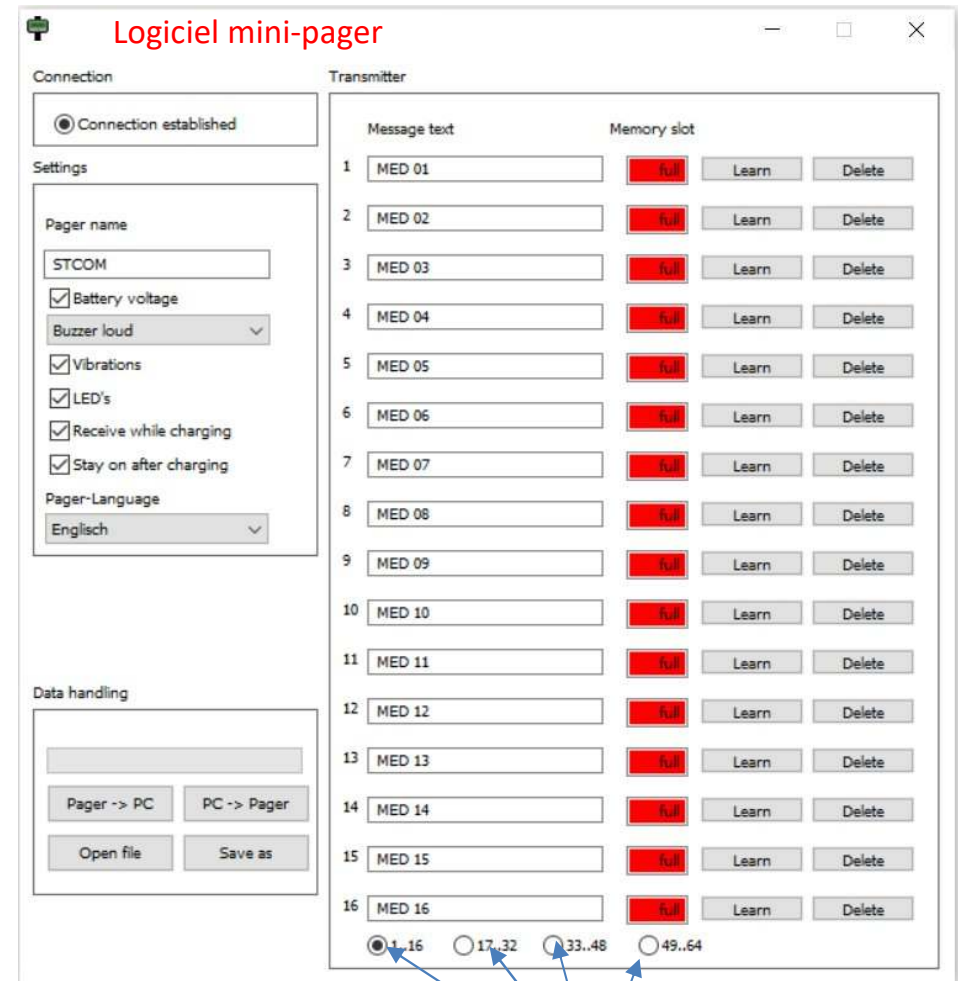 Logiciel mini-pager
Connection
Connection established
Settings
Pager name
STCOM
Battery voltage
Buzzer loud
Vibrations
LED's
Receive while charging
Stay on after charging
Pager-Language
Englisch
Data handling
Pager -> PC PC -> Pager
Open file Save as
Transmitter
Message text Memory slot
1 MED 01 full Learn Delete
2 MED 02 full Learn Delete
3 MED 03 full Learn Delete
4 MED 04 full Learn Delete
5 MED 05 full Learn Delete
6 MED 06 full Learn Delete
7 MED 07 full Learn Delete
8 MED 08 full Learn Delete
9 MED 09 full Learn Delete
10 MED 10 full Learn Delete
11 MED 11 full Learn Delete
12 MED 12 full Learn Delete
13 MED 13 full Learn Delete
14 MED 14 full Learn Delete
15 MED 15 full Learn Delete
16 MED 16 full Learn Delete
1..16 17..32 33..48 49..64